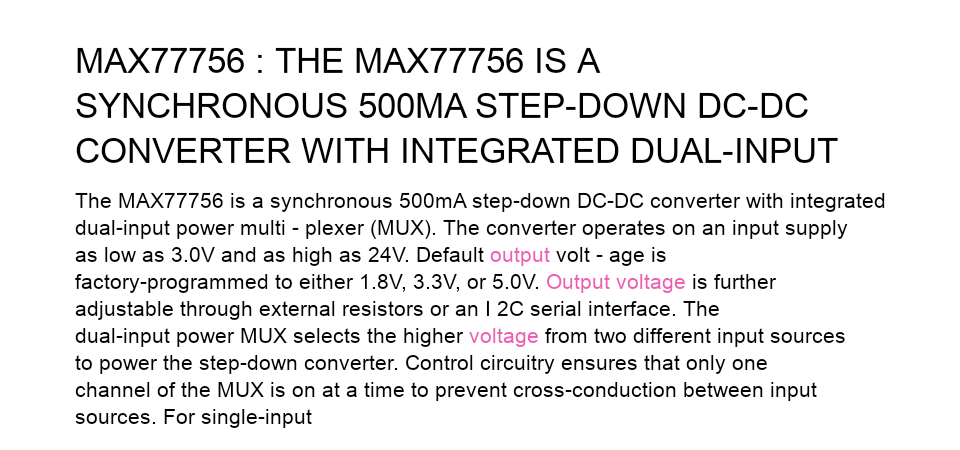 MAX77756 : THE MAX77756 IS A
SYNCHRONOUS 500MA STEP-DOWN DC-DC
CONVERTER WITH INTEGRATED DUAL-INPUT
The MAX77756 is a synchronous 500mA step-down DC-DC converter with integrated
dual-input power multi - plexer (MUX). The converter operates on an input supply
as low as 3.0V and as high as 24V. Default output volt - age is
factory-programmed to either 1.8V, 3.3V, or 5.0V. Output voltage is further
adjustable through external resistors or an I 2C serial interface. The
dual-input power MUX selects the higher voltage from two different input sources
to power the step-down converter. Control circuitry ensures that only one
channel of the MUX is on at a time to prevent cross-conduction between input
sources. For single-input